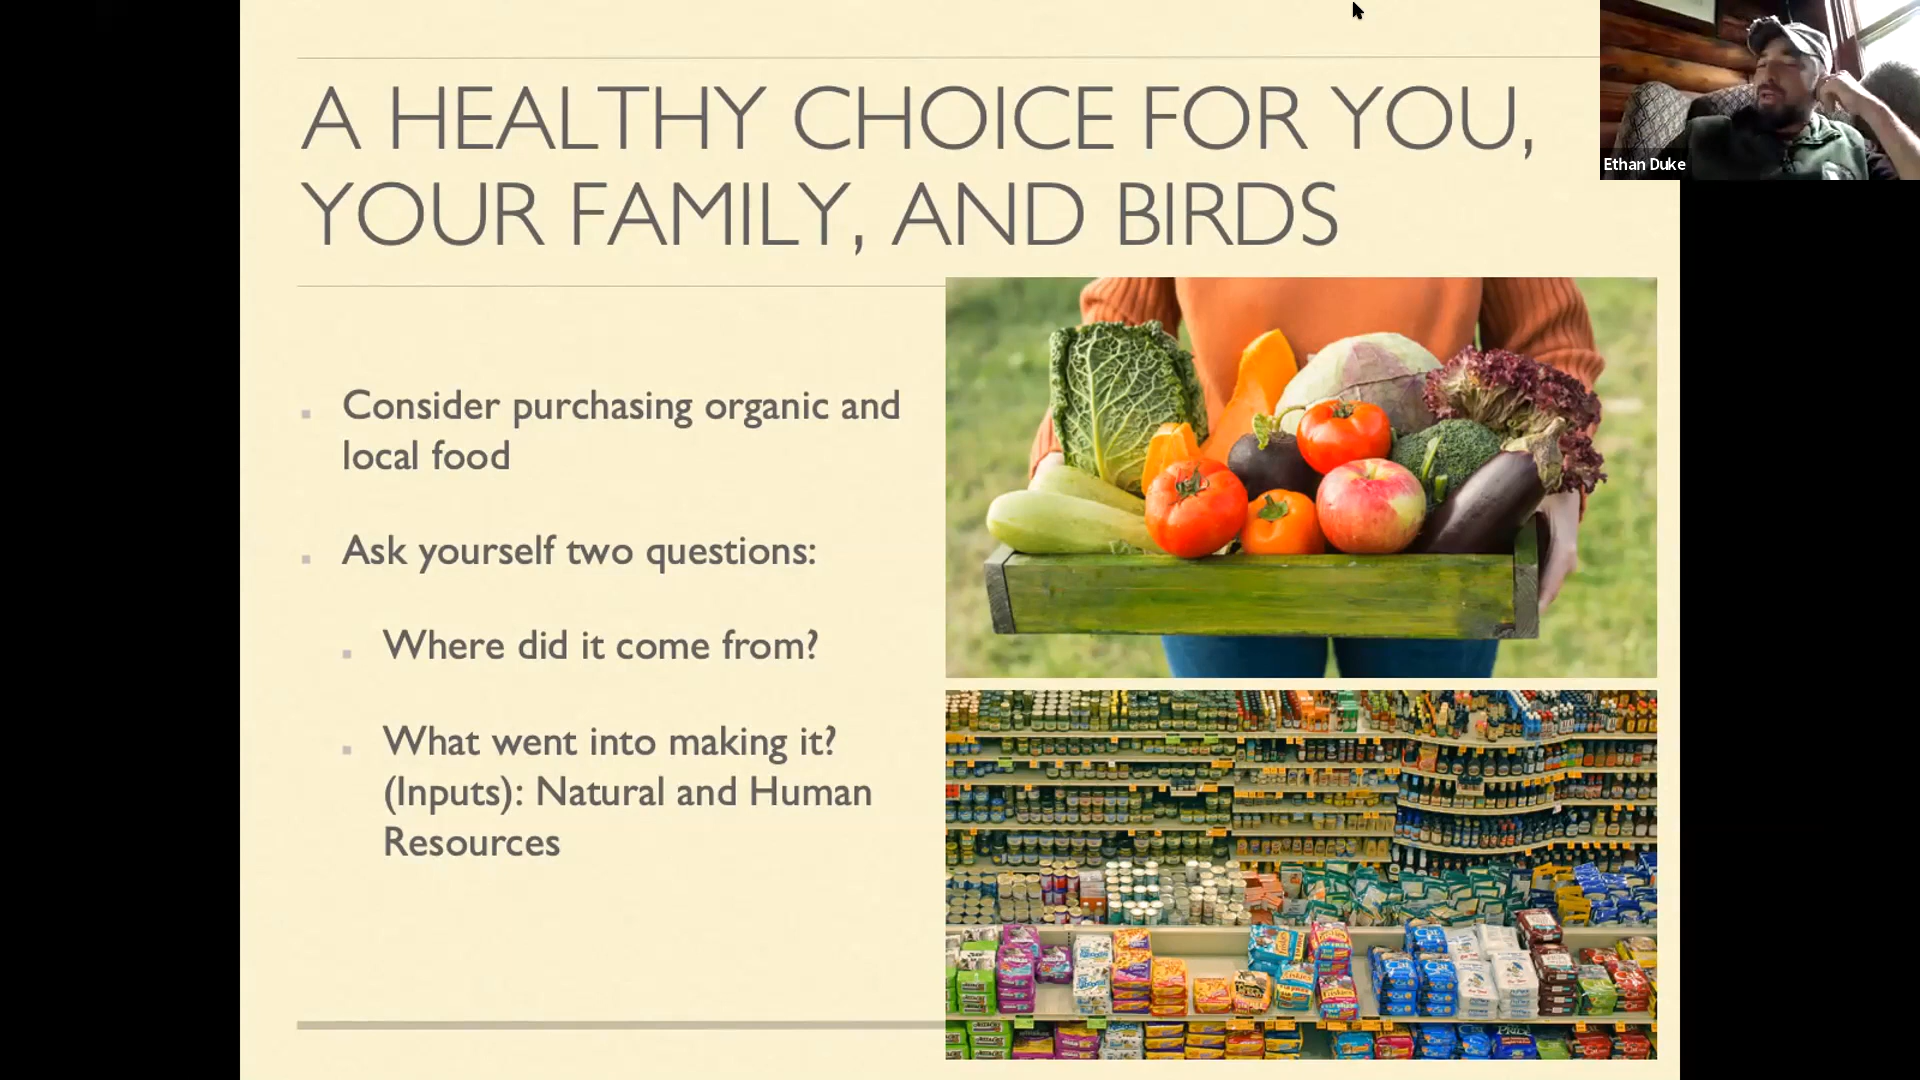 A HEALTHY CHOICE FOR YOU,
YOUR FAMILY, AND BIRDS
Ethan Duke
Consider purchasing organic and
local food
Ask yourself two questions:
Where did it come from?
What went into making it?
(Inputs): Natural and Human
Resources